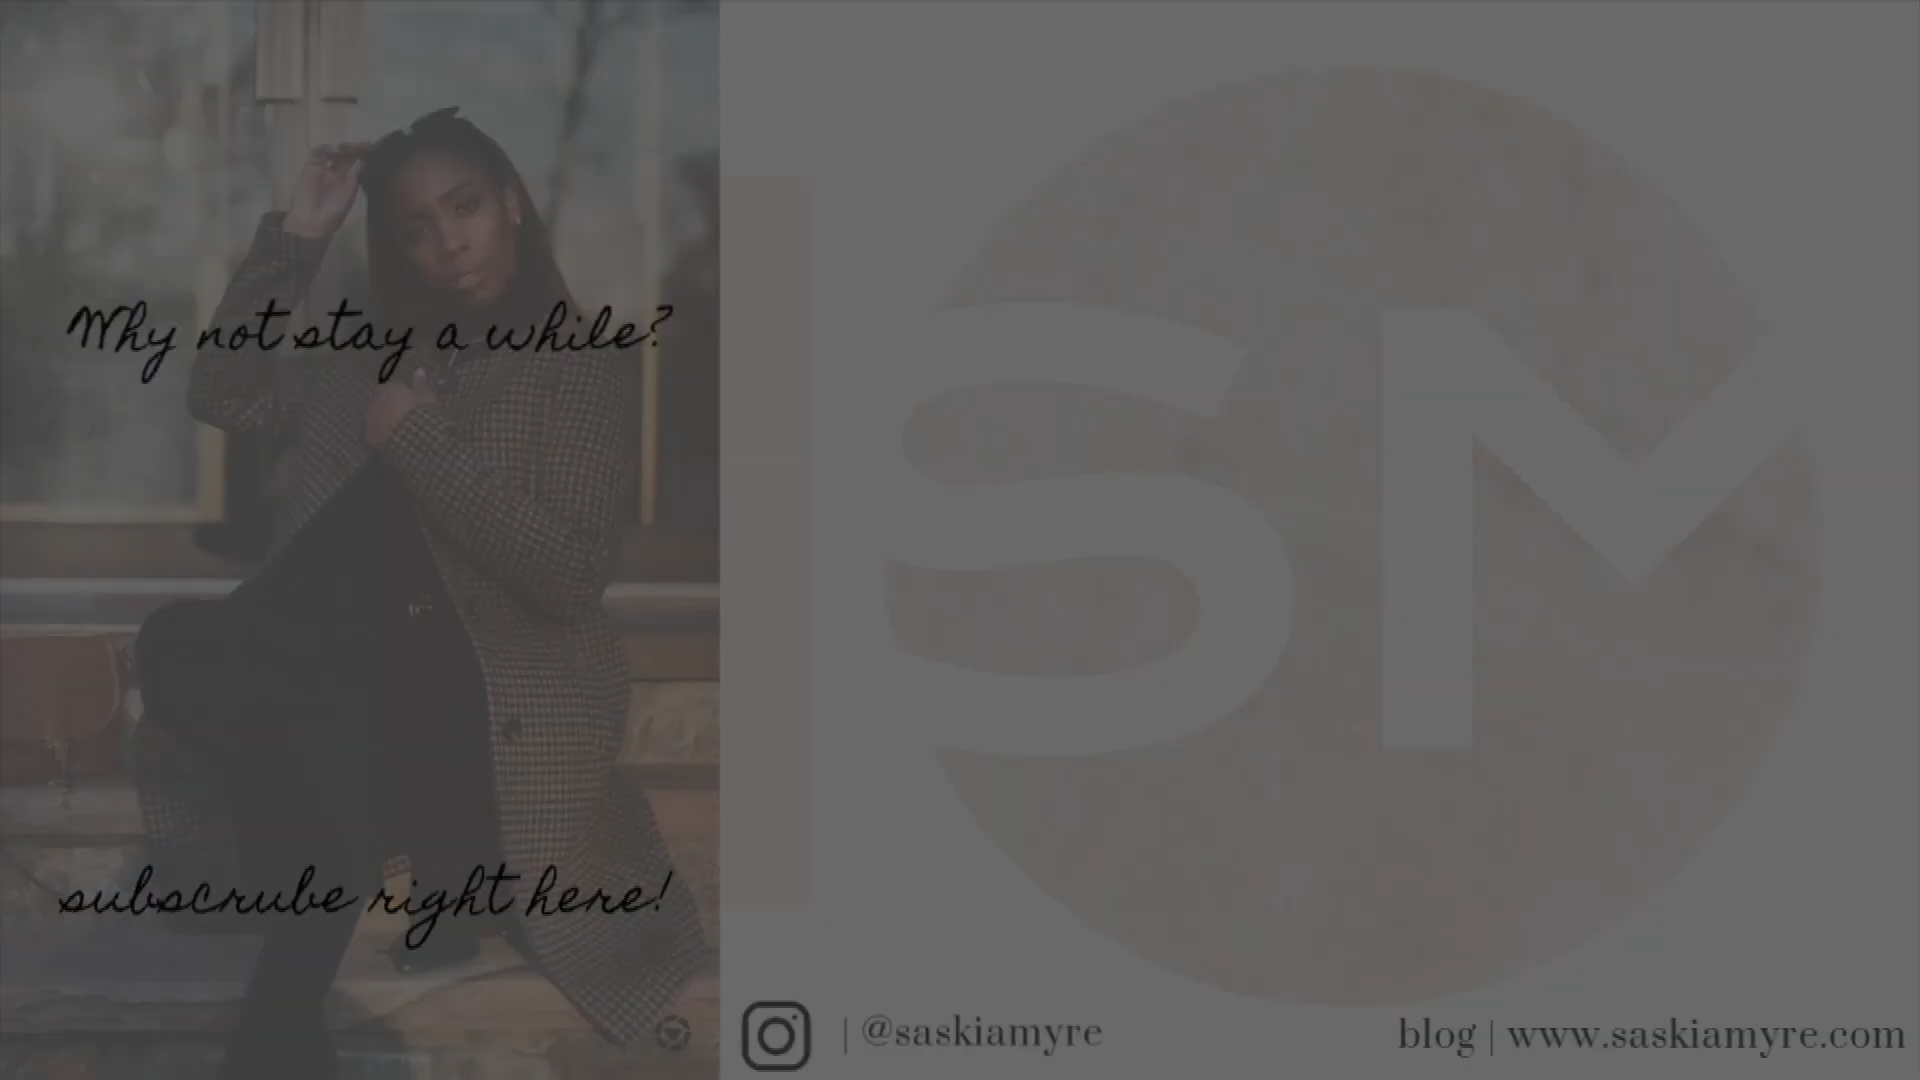 Why not stay a while?
subscrube right here!
SM
| @saskiamyre
blog | www.saskiamyre.com